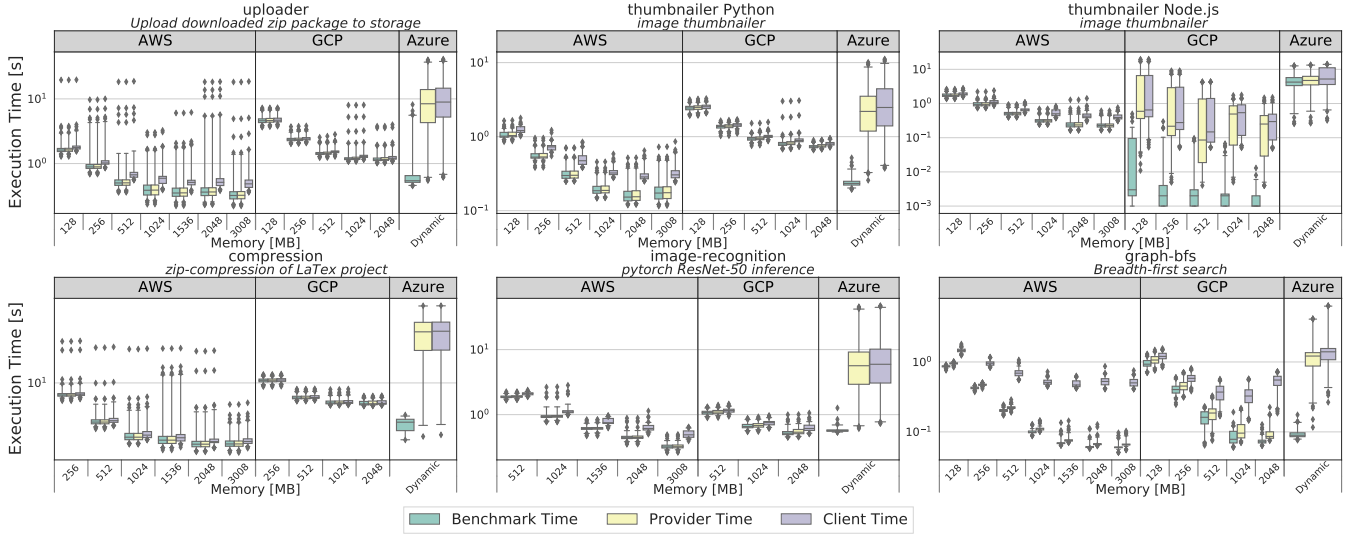 uploader
Upload downloaded zip package to storage
AWS GCP Azure
Execution Time [s]
10¹
10⁰
128 256 512 1024 1536 2048 3008 128 256 512 1024 2048 Dynamic
Memory [MB]
thumbnailer Python
image thumbnailer
AWS GCP Azure
10¹
10⁰
10⁻¹
128 256 512 1024 2048 3008 128 256 512 1024 2048 Dynamic
Memory [MB]
thumbnailer Node.js
image thumbnailer
AWS GCP Azure
10¹
10⁰
10⁻¹
10⁻²
10⁻³
128 256 512 1024 2048 3008 128 256 512 1024 2048 Dynamic
Memory [MB]
compression
zip-compression of LaTex project
AWS GCP Azure
Execution Time [s]
10¹
256 512 1024 1536 2048 3008 256 512 1024 2048 Dynamic
Memory [MB]
image-recognition
pytorch ResNet-50 inference
AWS GCP Azure
10¹
10⁰
512 1024 1536 2048 3008 512 1024 2048 Dynamic
Memory [MB]
graph-bfs
Breadth-first search
AWS GCP Azure
10⁰
10⁻¹
128 256 512 1024 1536 2048 3008 128 256 512 1024 2048 Dynamic
Memory [MB]
Benchmark Time Provider Time Client Time